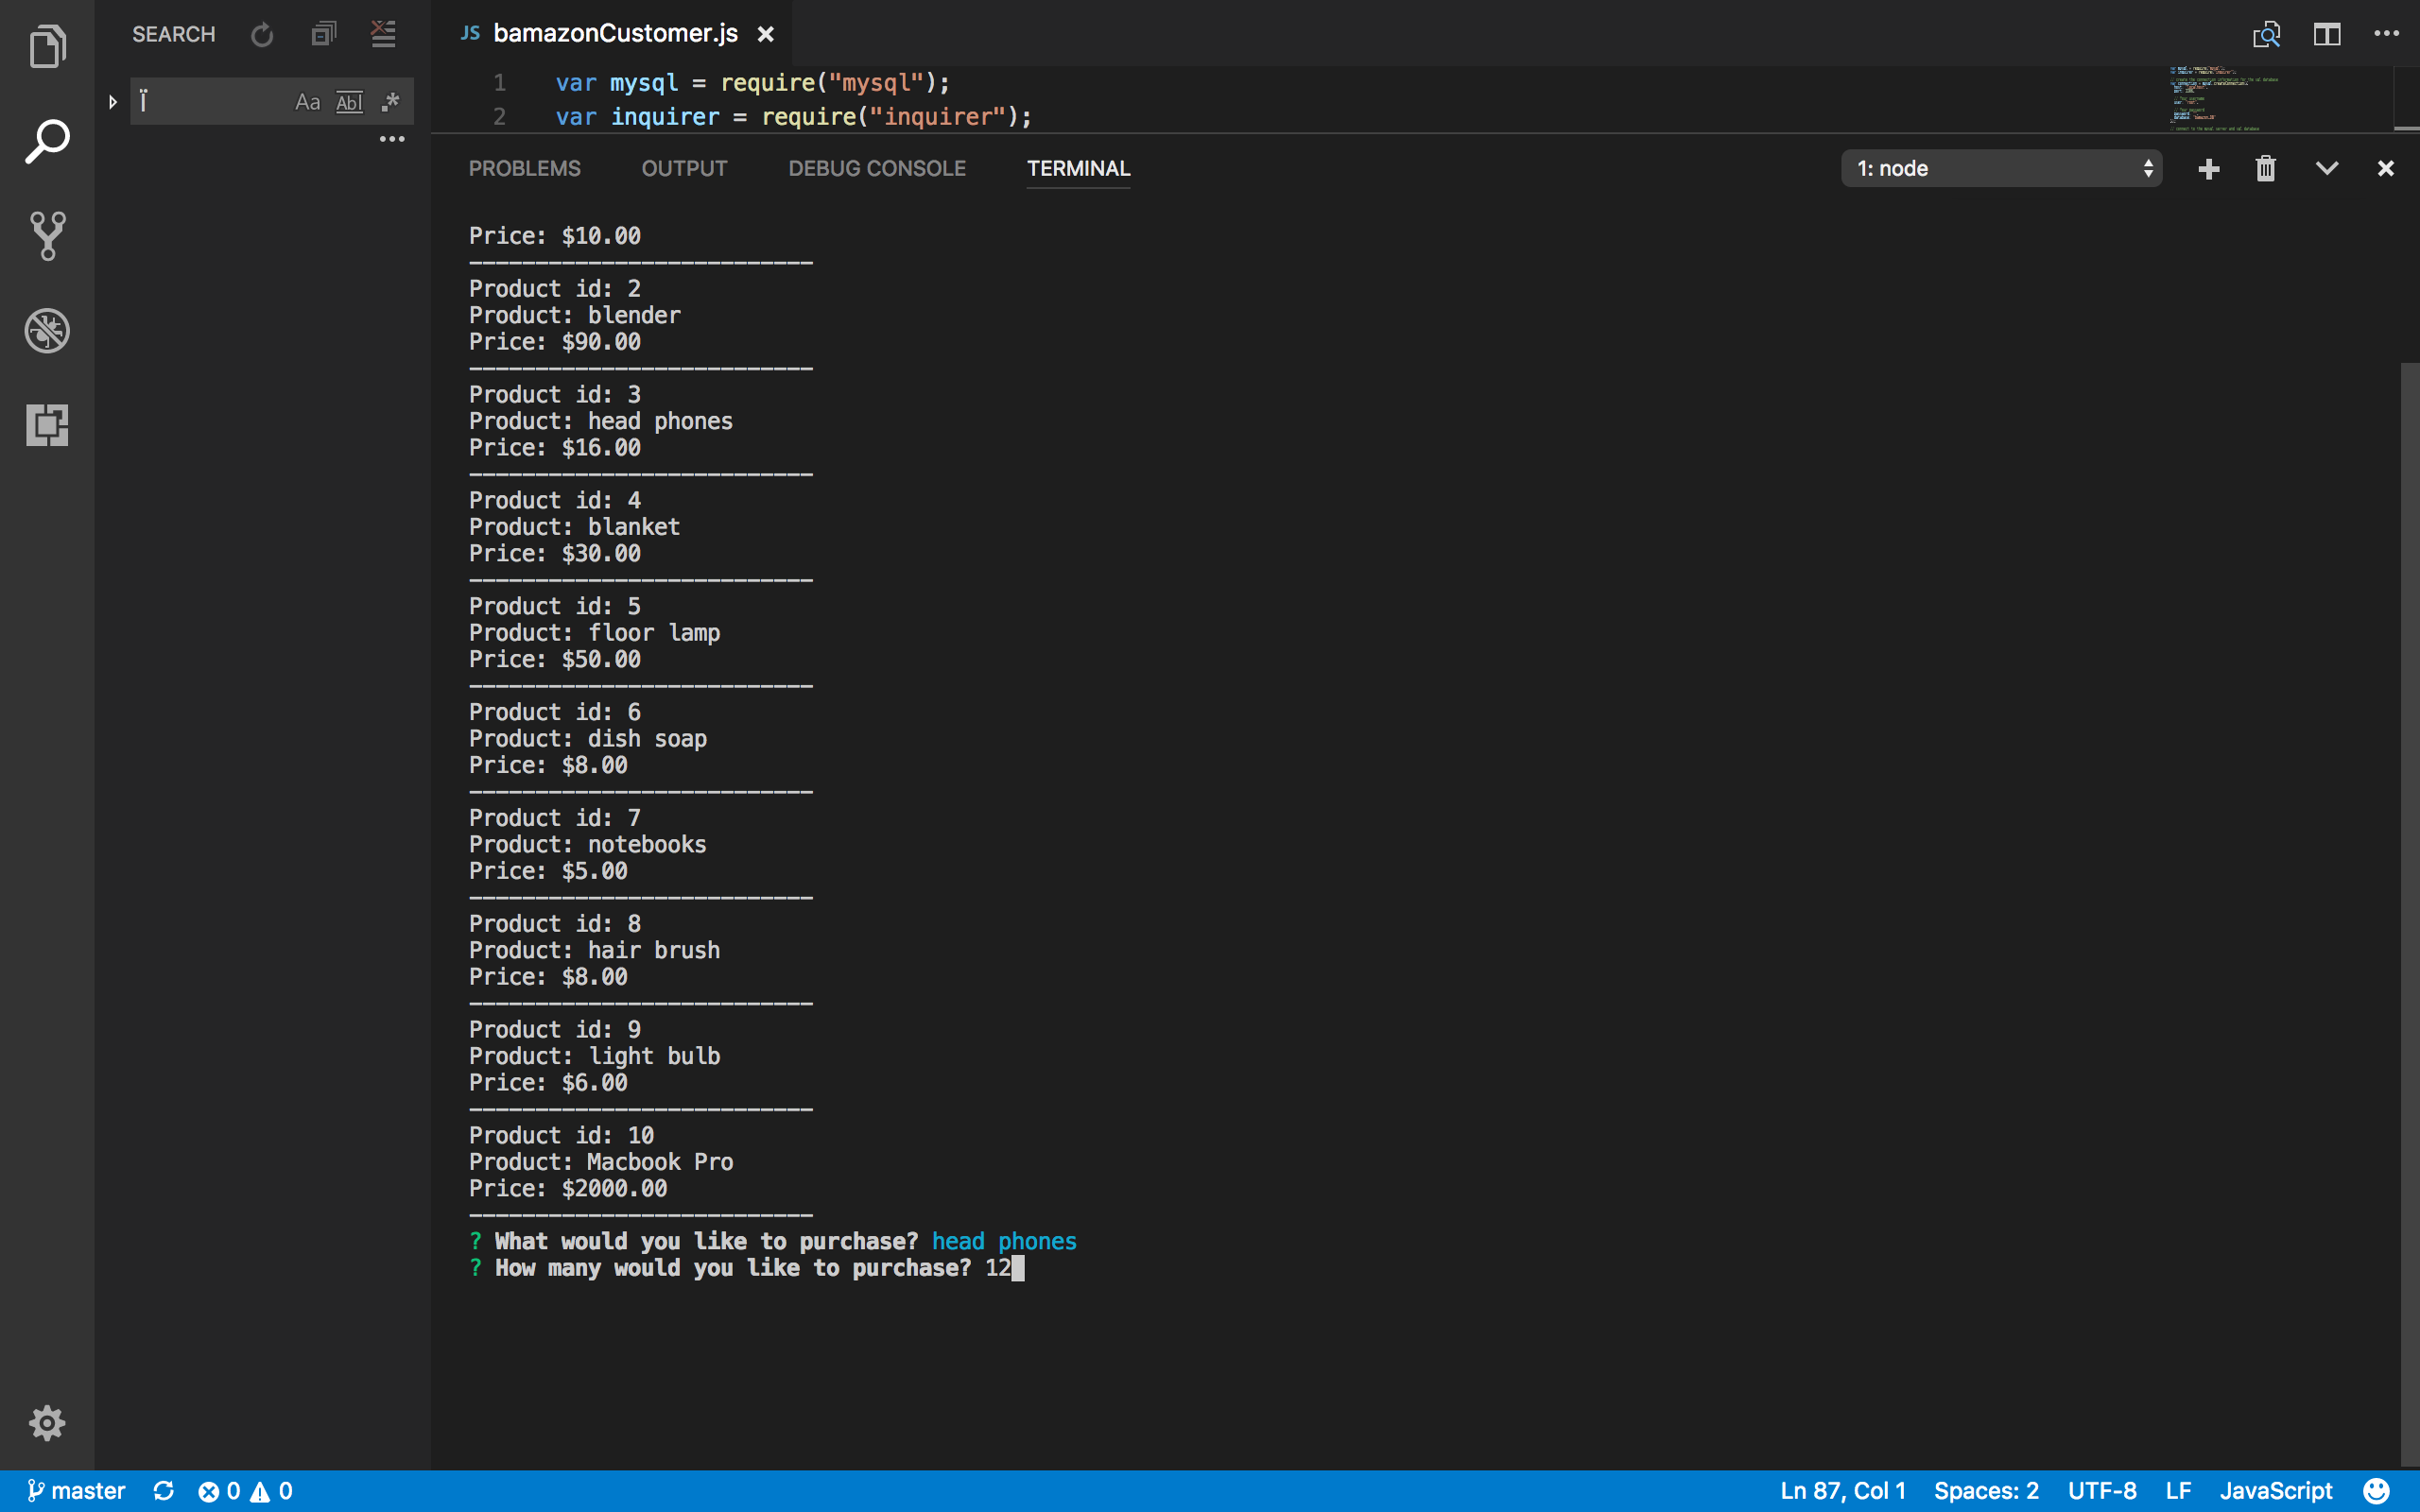 SEARCH
Ï
Aa Abl .*
JS bamazonCustomer.js
1 var mysql = require("mysql");
2 var inquirer = require("inquirer");
PROBLEMS OUTPUT DEBUG CONSOLE TERMINAL 1: node
Price: $10.00
--------------------------
Product id: 2
Product: blender
Price: $90.00
--------------------------
Product id: 3
Product: head phones
Price: $16.00
--------------------------
Product id: 4
Product: blanket
Price: $30.00
--------------------------
Product id: 5
Product: floor lamp
Price: $50.00
--------------------------
Product id: 6
Product: dish soap
Price: $8.00
--------------------------
Product id: 7
Product: notebooks
Price: $5.00
--------------------------
Product id: 8
Product: hair brush
Price: $8.00
--------------------------
Product id: 9
Product: light bulb
Price: $6.00
--------------------------
Product id: 10
Product: Macbook Pro
Price: $2000.00
--------------------------
? What would you like to purchase? head phones
? How many would you like to purchase? 12
master 0 0 Ln 87, Col 1 Spaces: 2 UTF-8 LF JavaScript